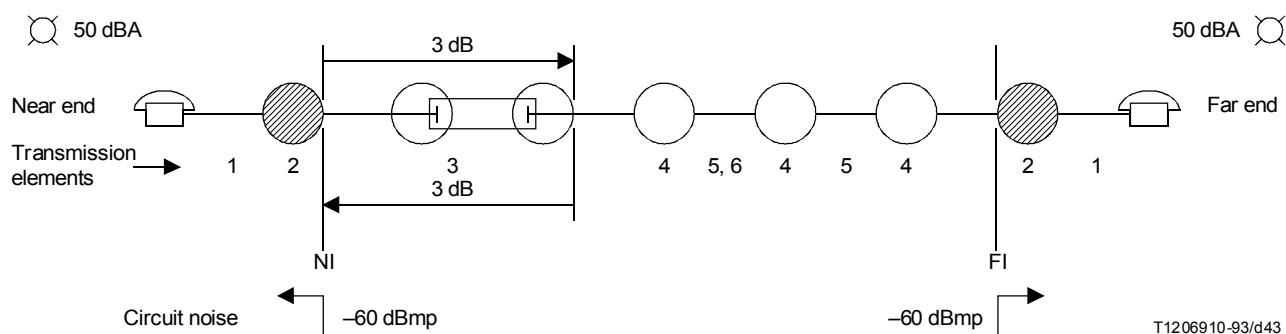 50 dBA
50 dBA
3 dB
Near end
Far end
Transmission
elements
1 2 3 4 5, 6 4 5 4 2 1
3 dB
NI
FI
Circuit noise
–60 dBmp
–60 dBmp
T1206910-93/d43